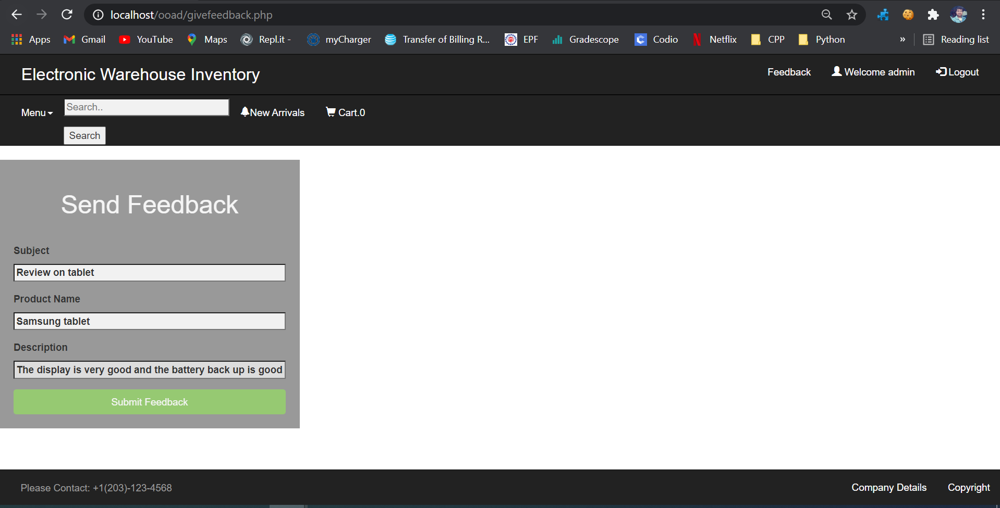 localhost/ooad/givefeedback.php
Apps Gmail YouTube Maps Repl.it - myCharger Transfer of Billing R... EPF Gradescope Codio Netflix CPP Python » Reading list
Electronic Warehouse Inventory Feedback Welcome admin Logout
Menu Search.. New Arrivals Cart.0
Search
Send Feedback
Subject
Review on tablet
Product Name
Samsung tablet
Description
The display is very good and the battery back up is good
Submit Feedback
Please Contact: +1(203)-123-4568 Company Details Copyright